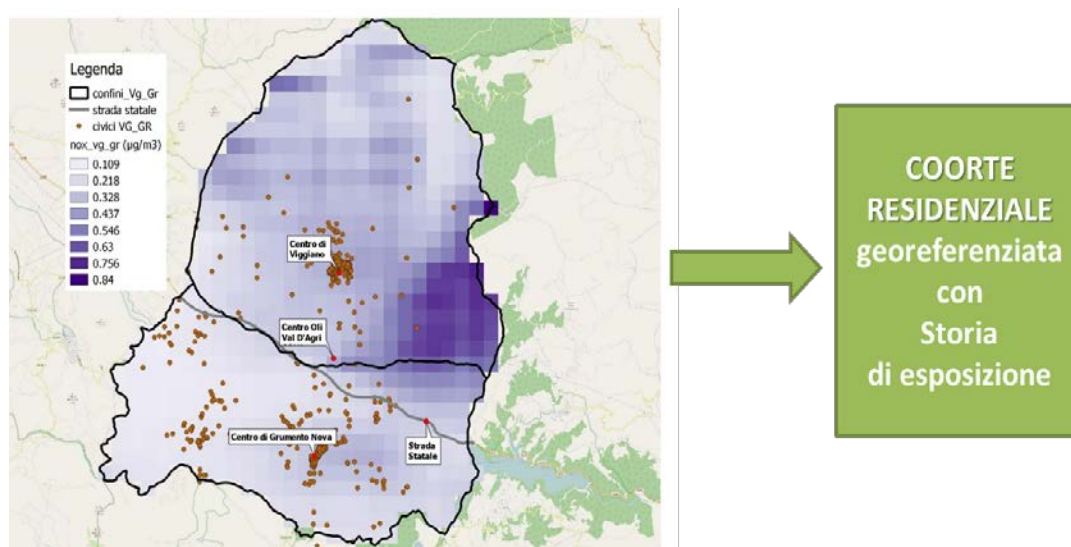 Legenda
confini_Vg_Gr
strada statale
civici VG_GR
nox_vg_gr (µg/m3)
0.109
0.218
0.328
0.437
0.546
0.63
0.756
0.84
Centro di
Viggiano
Centro Oli
Val D'Agri
Centro di Grumento Nova
Strada
Statale
COORTE
RESIDENZIALE
georeferenziata
con
Storia
di esposizione